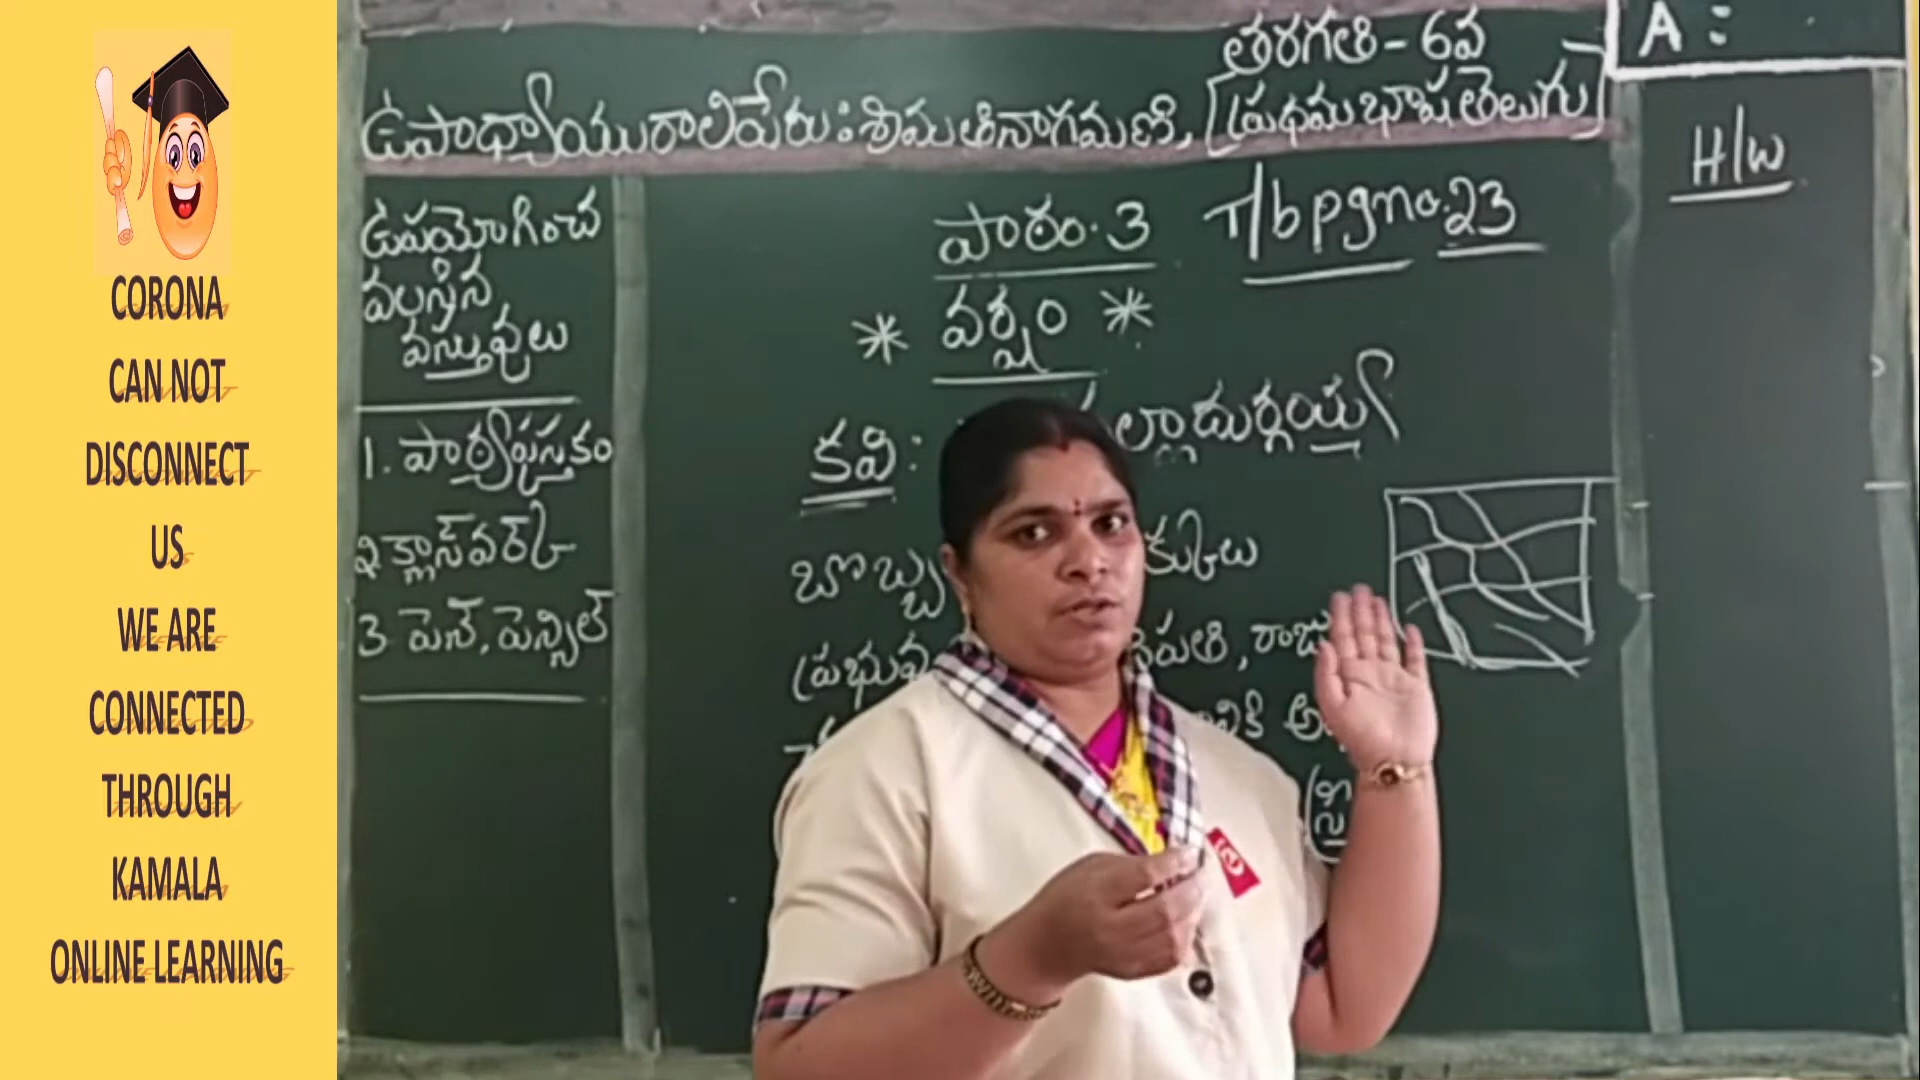 CORONA
CAN NOT
DISCONNECT
US
WE ARE
CONNECTED
THROUGH
KAMALA
ONLINE LEARNING
తరగతి - 6వ
ఉపాధ్యాయురాలిపేరు : శ్రీమతి నాగమణి, [ప్రథమ భాష తెలుగు]
ఉపయోగించ
వలసిన
వస్తువులు
1. పాఠ్యపుస్తకం
2 క్లాస్ వర్క్
3 పెన్, పెన్సిల్
పాఠం. 3 T/b pg no. 23
* వర్షం *
కవి :
రాజు
A :
H/W